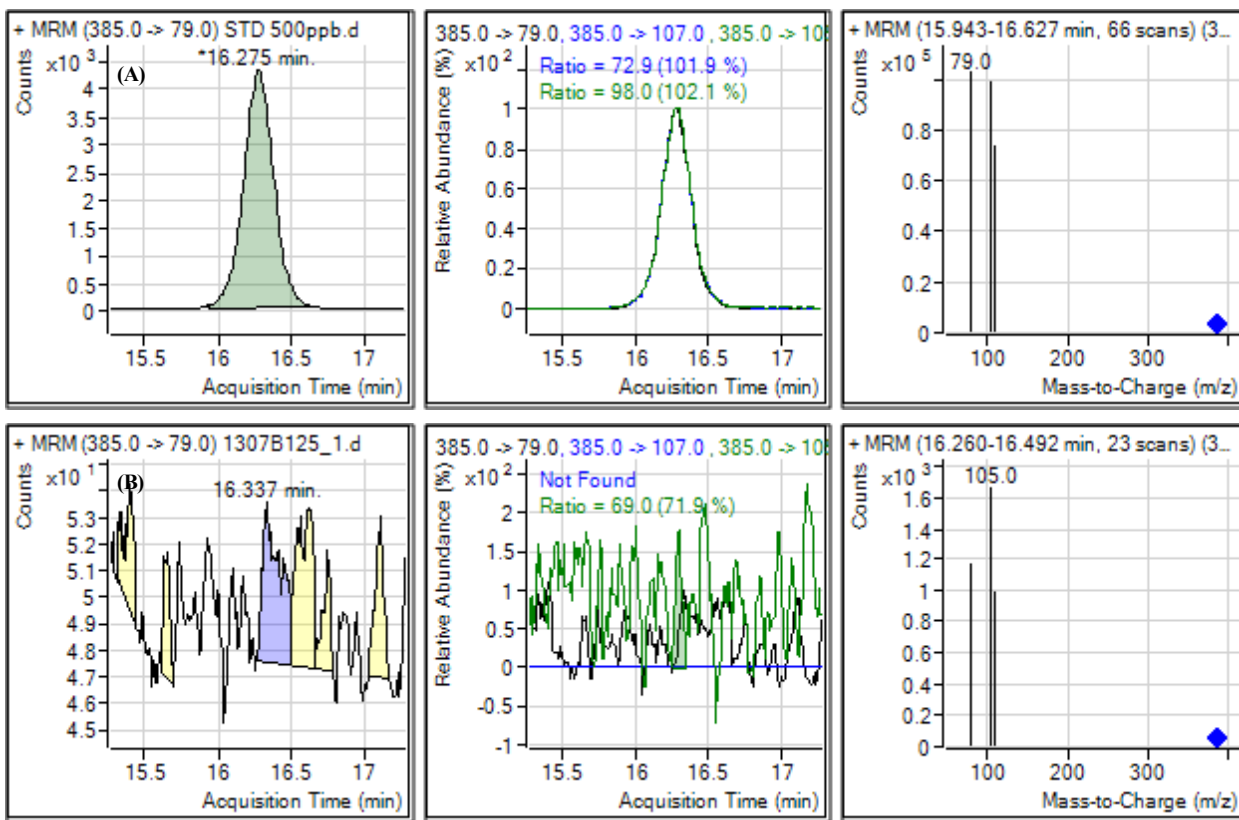 + MRM (385.0 -> 79.0) STD 500ppb.d
Counts
x10 3
(A)
*16.275 min.
4
3.5
3
2.5
2
1.5
1
0.5
0
15.5 16 16.5 17
Acquisition Time (min)
385.0 -> 79.0, 385.0 -> 107.0, 385.0 -> 10
Relative Abundance (%)
x10 2
Ratio = 72.9 (101.9 %)
Ratio = 98.0 (102.1 %)
1
0.8
0.6
0.4
0.2
0
15.5 16 16.5 17
Acquisition Time (min)
+ MRM (15.943-16.627 min, 66 scans) (3...
Counts
x10 5
79.0
0.8
0.6
0.4
0.2
0
100 200 300
Mass-to-Charge (m/z)
+ MRM (385.0 -> 79.0) 1307B125_1.d
Counts
x10 1
(B)
16.337 min.
5.3
5.2
5.1
5
4.9
4.8
4.7
4.6
4.5
15.5 16 16.5 17
Acquisition Time (min)
385.0 -> 79.0, 385.0 -> 107.0 , 385.0 -> 10
Relative Abundance (%)
x10 2
Not Found
Ratio = 69.0 (71.9 %)
2
1.5
1
0.5
0
-0.5
-1
15.5 16 16.5 17
Acquisition Time (min)
+ MRM (16.260-16.492 min, 23 scans) (3...
Counts
x10 3
105.0
1.6
1.4
1.2
1
0.8
0.6
0.4
0.2
0
100 200 300
Mass-to-Charge (m/z)